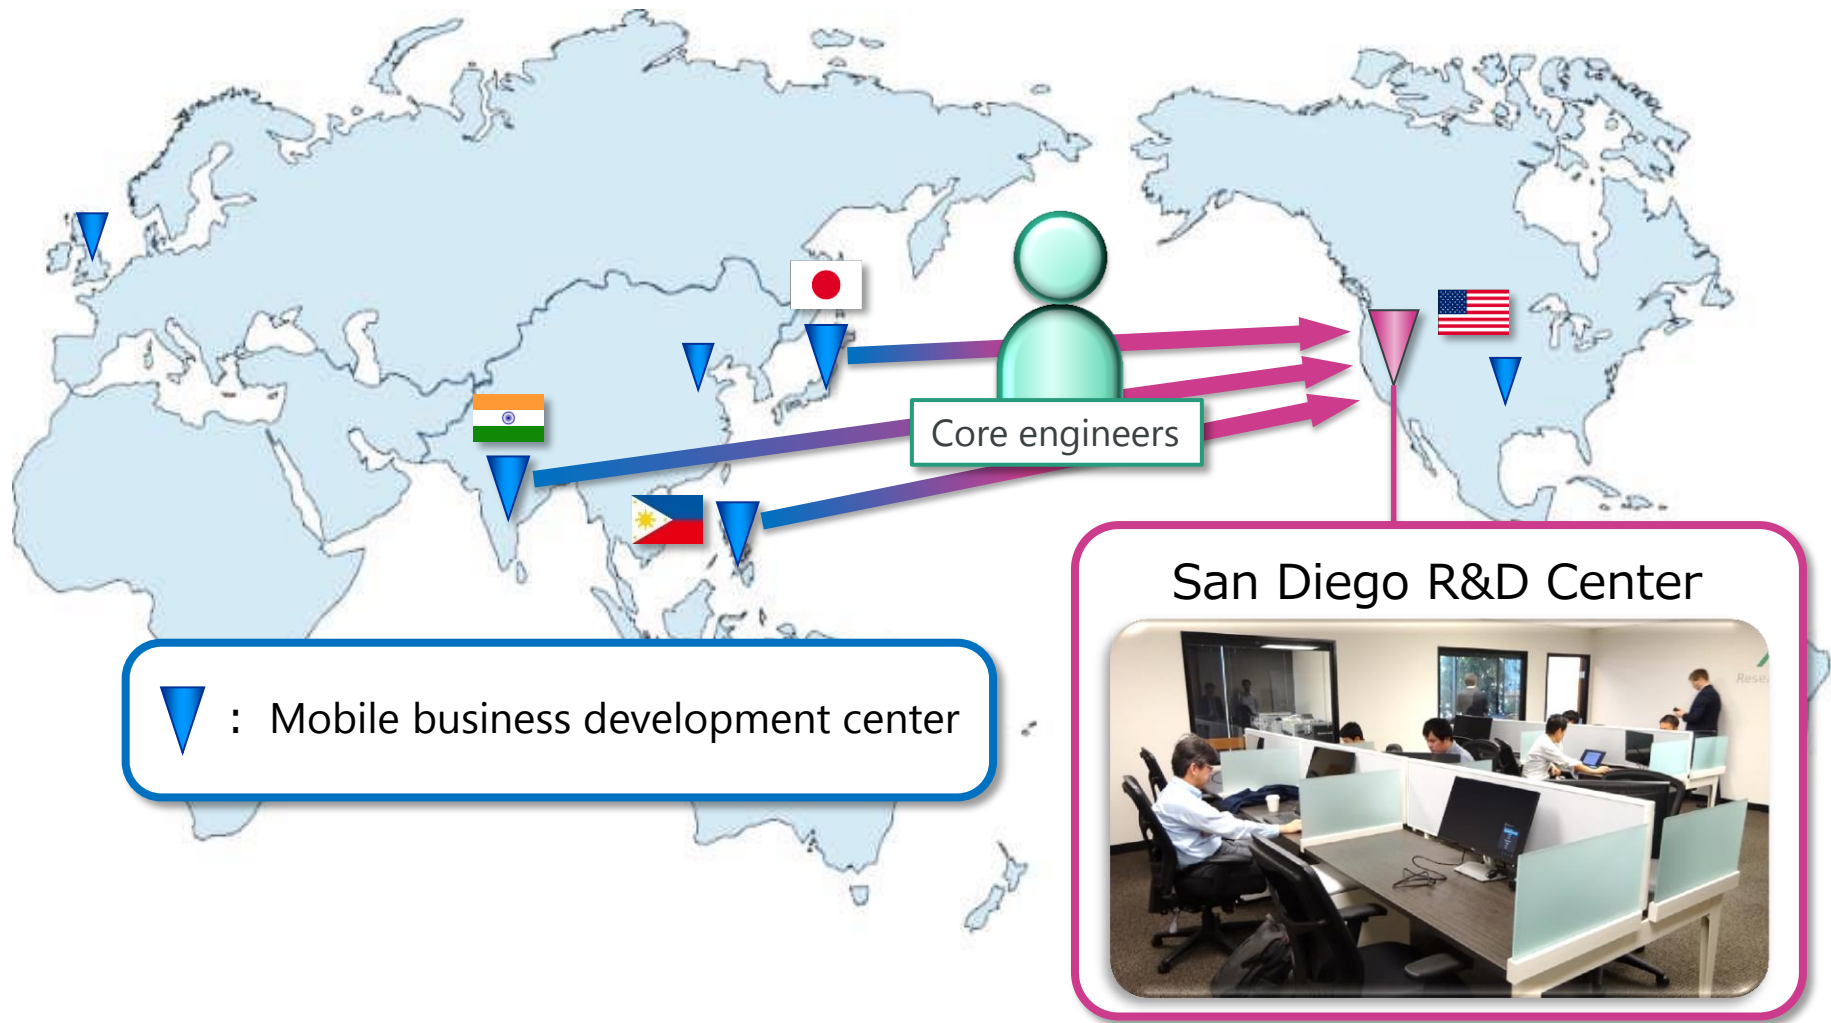 Core engineers
San Diego R&D Center
: Mobile business development center